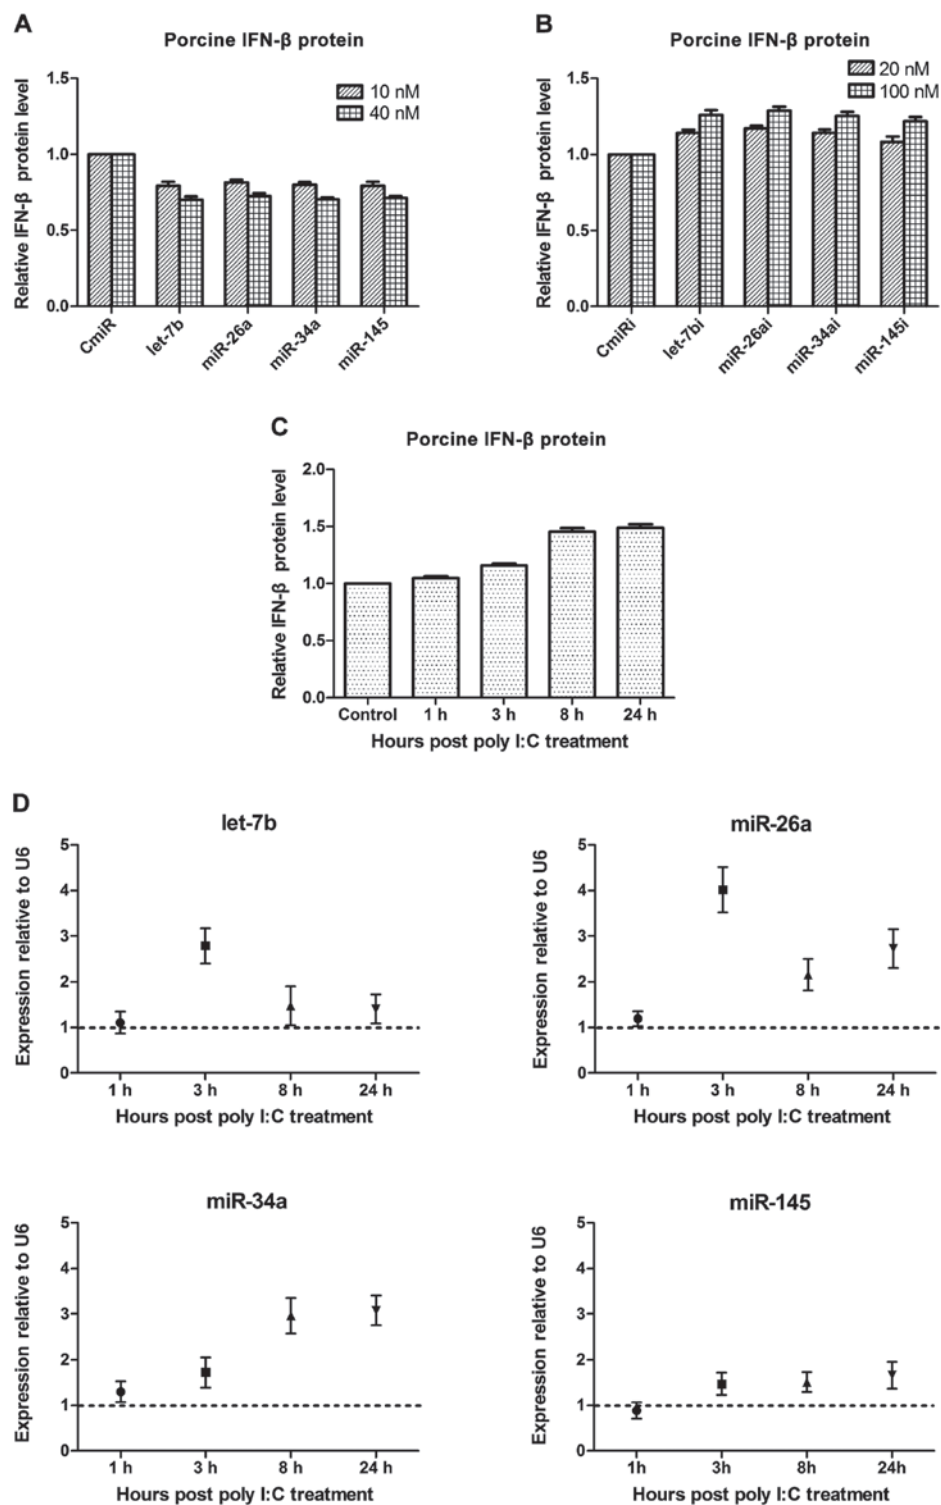 A
Porcine IFN-β protein
Relative IFN-β protein level
1.5
1.0
0.5
0.0
10 nM
40 nM
CmiR
let-7b
miR-26a
miR-34a
miR-145
B
Porcine IFN-β protein
Relative IFN-β protein level
1.5
1.0
0.5
0.0
20 nM
100 nM
CmiRi
let-7bi
miR-26ai
miR-34ai
miR-145i
C
Porcine IFN-β protein
Relative IFN-β protein level
2.0
1.5
1.0
0.5
0.0
Control 1 h 3 h 8 h 24 h
Hours post poly I:C treatment
D
let-7b
Expression relative to U6
5
4
3
2
1
0
1 h 3 h 8 h 24 h
Hours post poly I:C treatment
miR-26a
Expression relative to U6
5
4
3
2
1
0
1 h 3 h 8 h 24 h
Hours post poly I:C treatment
miR-34a
Expression relative to U6
5
4
3
2
1
0
1 h 3 h 8 h 24 h
Hours post poly I:C treatment
miR-145
Expression relative to U6
5
4
3
2
1
0
1h 3h 8h 24h
Hours post poly I:C treatment